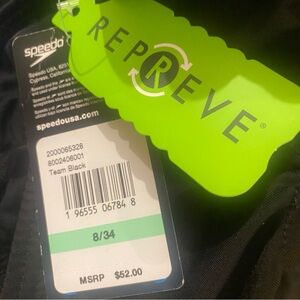 speedo
Speedo USA, 6251
Cypress, California
speedousa.com
REPREVE®
2000065328
8002406001
Team Black
1 96555 06784 8
8/34
MSRP $52.00